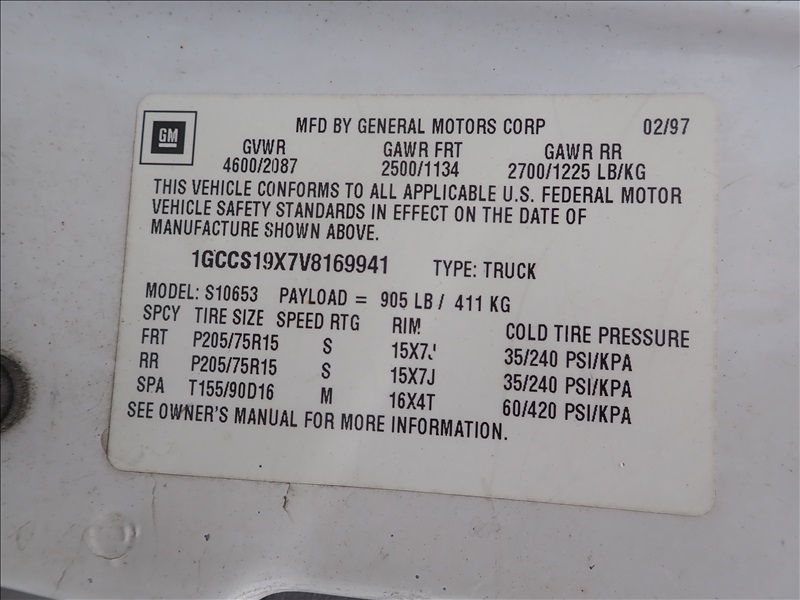 GM
MFD BY GENERAL MOTORS CORP 02/97
GVWR GAWR FRT GAWR RR
4600/2087 2500/1134 2700/1225 LB/KG
THIS VEHICLE CONFORMS TO ALL APPLICABLE U.S. FEDERAL MOTOR
VEHICLE SAFETY STANDARDS IN EFFECT ON THE DATE OF
MANUFACTURE SHOWN ABOVE.
1GCCS19X7V8169941 TYPE: TRUCK
MODEL: S10653 PAYLOAD = 905 LB / 411 KG
SPCY TIRE SIZE SPEED RTG RIM COLD TIRE PRESSURE
FRT P205/75R15 S 15X7J 35/240 PSI/KPA
RR P205/75R15 S 15X7J 35/240 PSI/KPA
SPA T155/90D16 M 16X4T 60/420 PSI/KPA
SEE OWNER'S MANUAL FOR MORE INFORMATION.